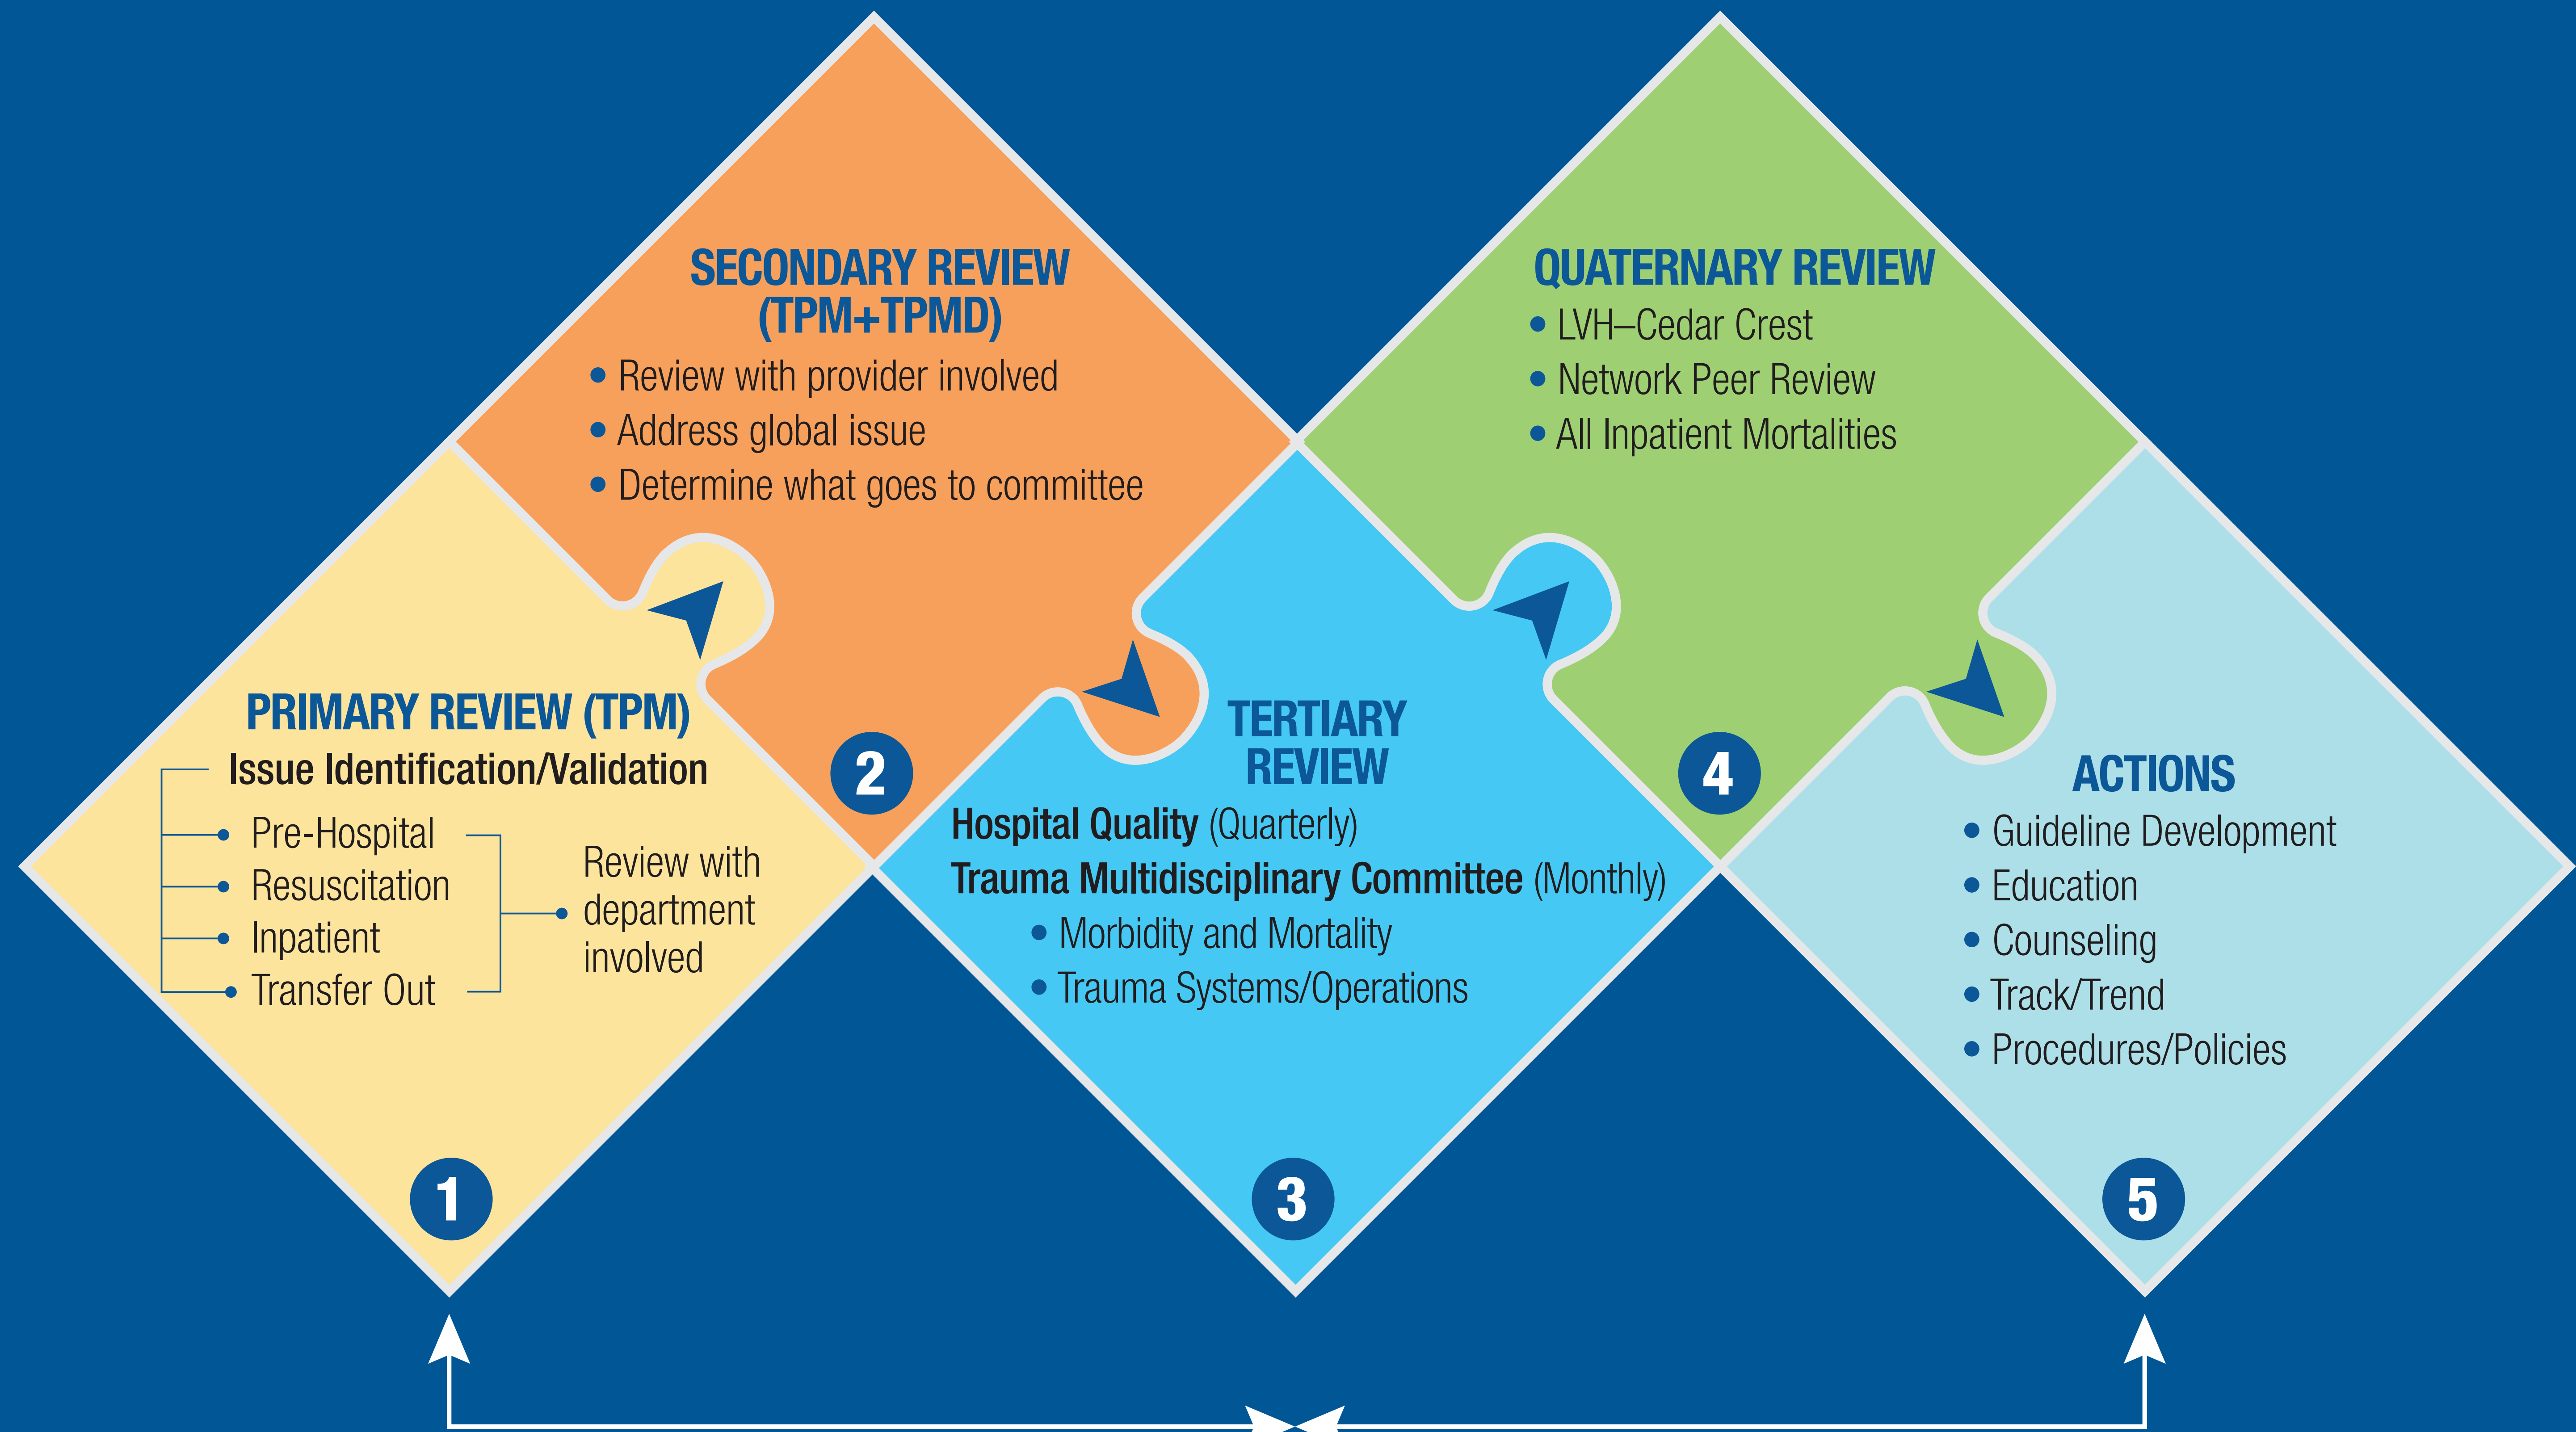 PRIMARY REVIEW (TPM)
Issue Identification/Validation
Pre-Hospital
Resuscitation
Inpatient
Transfer Out
Review with
department
involved
1
SECONDARY REVIEW
(TPM+TPMD)
• Review with provider involved
• Address global issue
• Determine what goes to committee
2
TERTIARY
REVIEW
Hospital Quality (Quarterly)
Trauma Multidisciplinary Committee (Monthly)
• Morbidity and Mortality
• Trauma Systems/Operations
3
QUATERNARY REVIEW
• LVH–Cedar Crest
• Network Peer Review
• All Inpatient Mortalities
4
ACTIONS
• Guideline Development
• Education
• Counseling
• Track/Trend
• Procedures/Policies
5